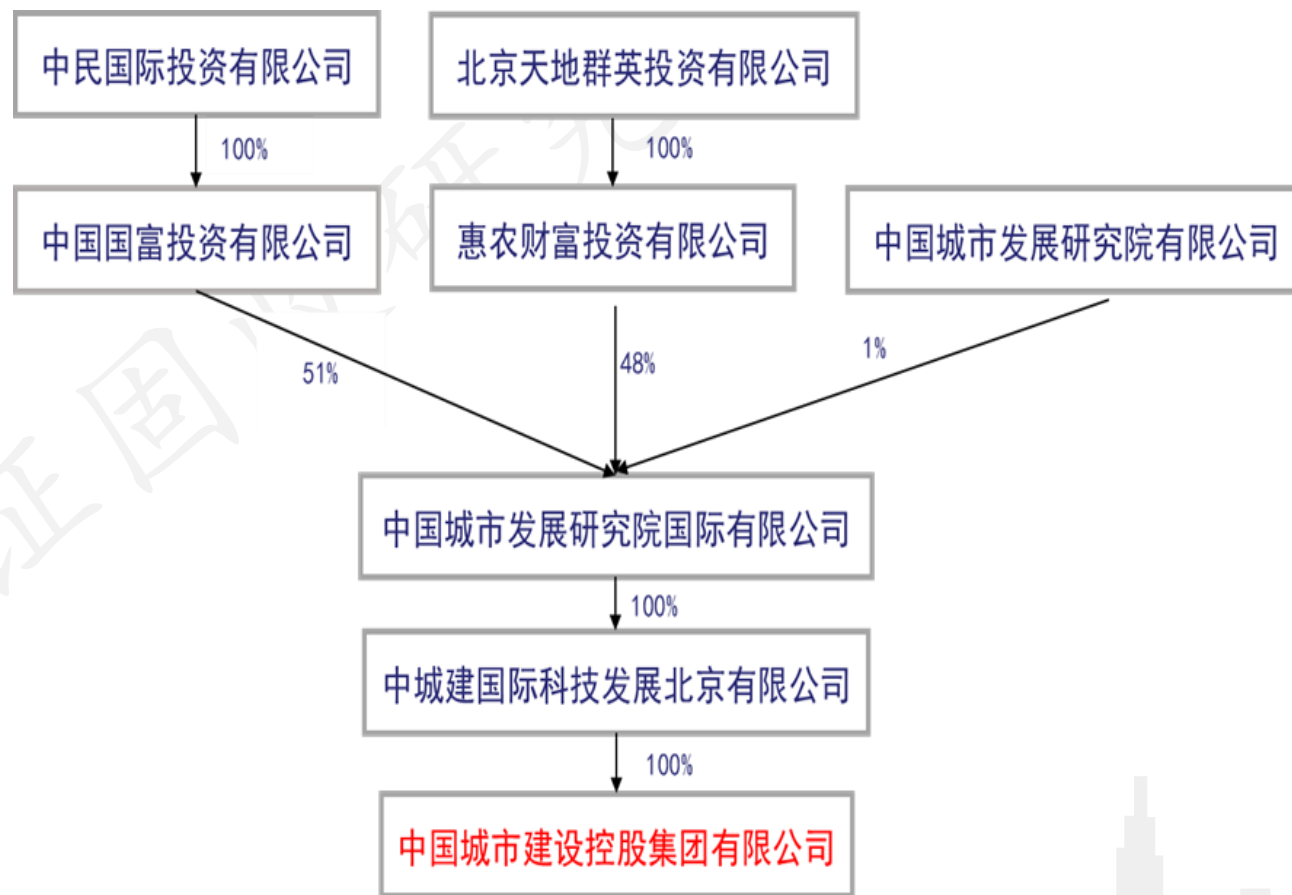 中民国际投资有限公司
北京天地群英投资有限公司
100%
100%
中国国富投资有限公司
惠农财富投资有限公司
中国城市发展研究院有限公司
51%
48%
1%
中国城市发展研究院国际有限公司
100%
中城建国际科技发展北京有限公司
100%
中国城市建设控股集团有限公司
证固收研究